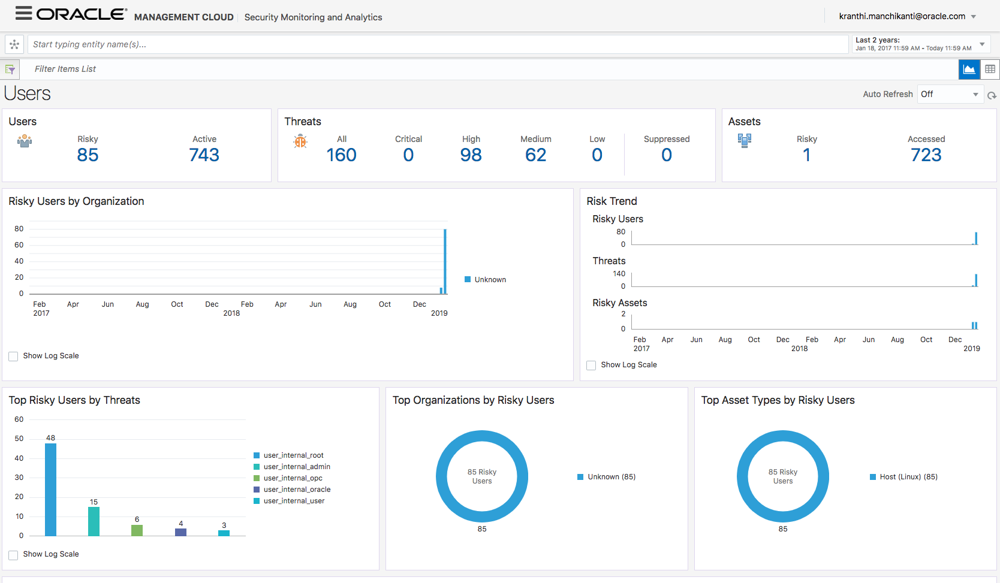 ORACLE® MANAGEMENT CLOUD Security Monitoring and Analytics
kranthi.manchikanti@oracle.com
Start typing entity name(s)...
Last 2 years:
Jan 18, 2017 11:59 AM - Today 11:59 AM
Filter Items List
Users
Auto Refresh Off
Users
Risky Active
85 743
Threats
All Critical High Medium Low Suppressed
160 0 98 62 0 0
Assets
Risky Accessed
1 723
Risky Users by Organization
80
60
40
20
0
Feb Apr Jun Aug Oct Dec Feb Apr Jun Aug Oct Dec
2017 2018 2019
Unknown
Show Log Scale
Risk Trend
Risky Users
80
0
Threats
140
0
Risky Assets
2
0
Feb Apr Jun Aug Oct Dec Feb Apr Jun Aug Oct Dec
2017 2018 2019
Show Log Scale
Top Risky Users by Threats
60
50
40
30
20
10
0
48
15
6
4
3
user_internal_root
user_internal_admin
user_internal_opc
user_internal_oracle
user_internal_user
Show Log Scale
Top Organizations by Risky Users
85 Risky
Users
85
Unknown (85)
Top Asset Types by Risky Users
85 Risky
Users
85
Host (Linux) (85)